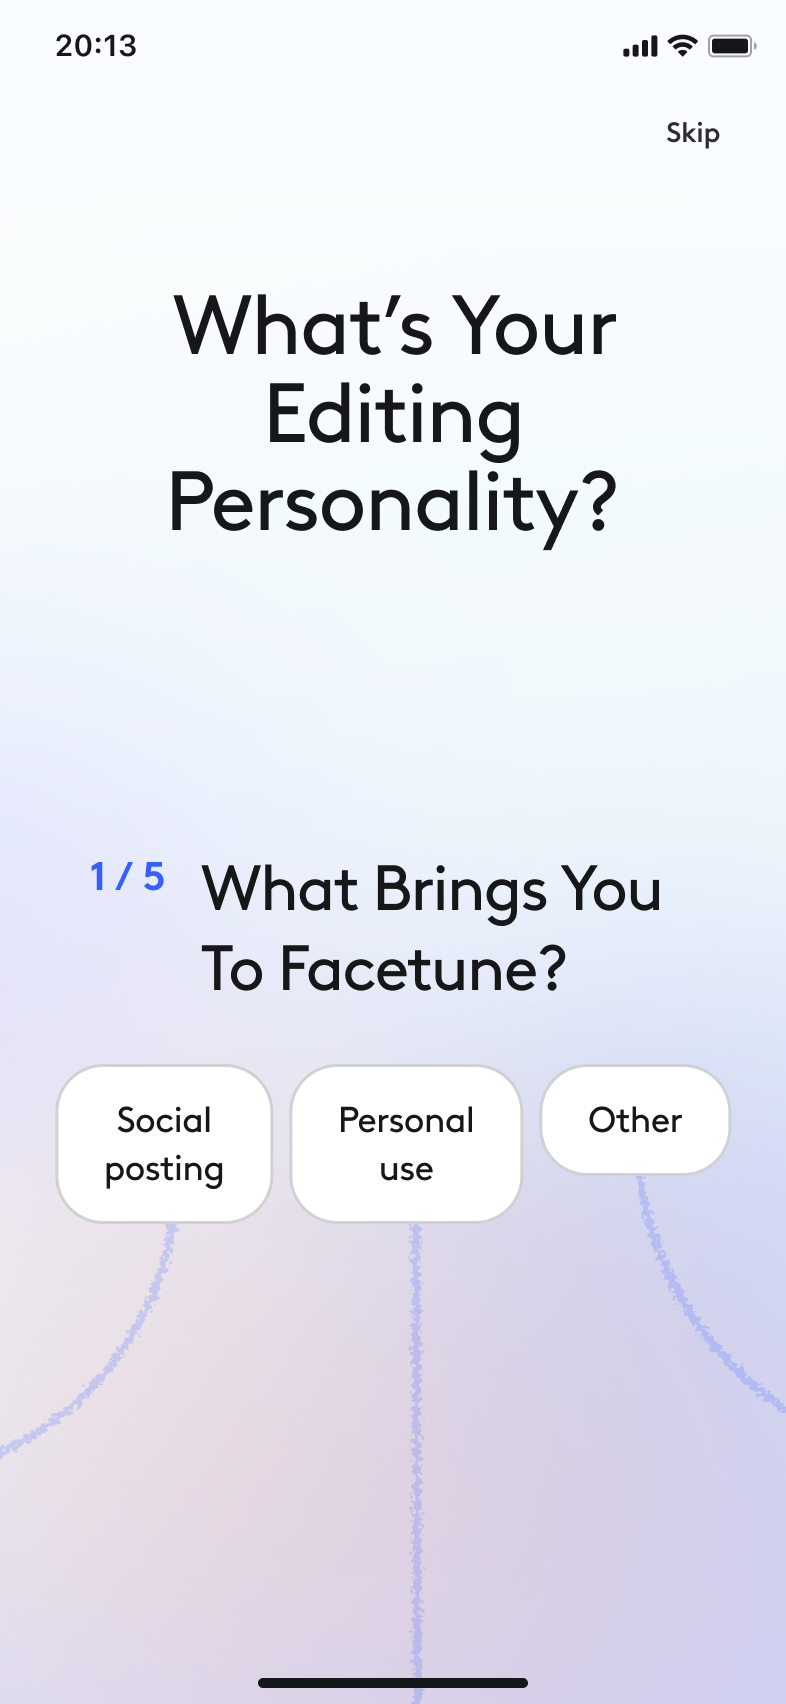 20:13
Skip
What’s Your
Editing
Personality?
1 / 5
What Brings You
To Facetune?
Social
posting
Personal
use
Other